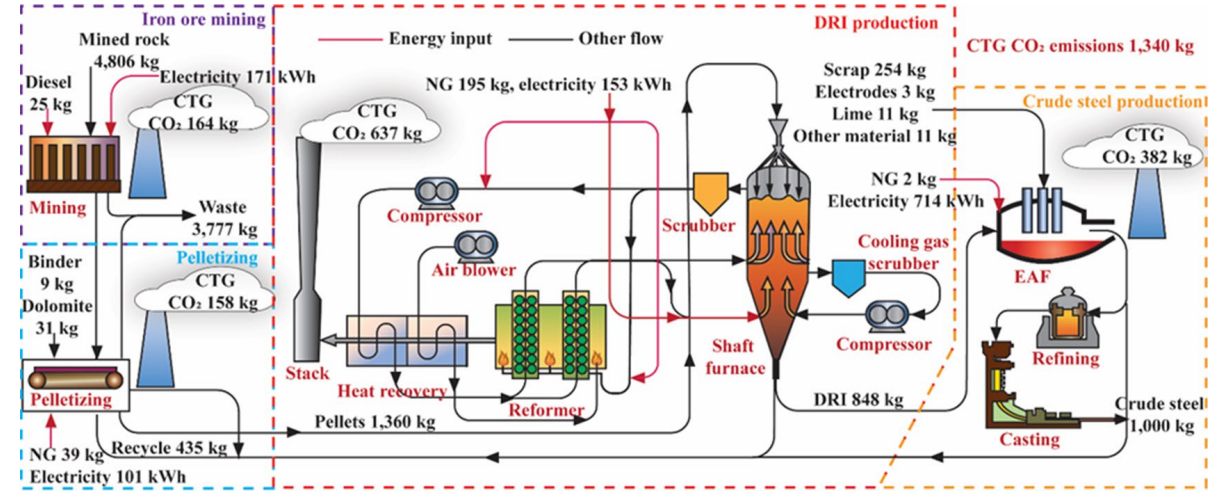 Iron ore mining
Mined rock
4,806 kg
Electricity 171 kWh
Diesel
25 kg
CTG
CO₂ 164 kg
Mining
Waste
3,777 kg
Pelletizing
Binder
9 kg
Dolomite
31 kg
CTG
CO₂ 158 kg
Pelletizing
NG 39 kg
Electricity 101 kWh
Recycle 435 kg
DRI production
Energy input
Other flow
NG 195 kg, electricity 153 kWh
CTG
CO₂ 637 kg
Compressor
Air blower
Scrubber
Cooling gas
scrubber
Compressor
Shaft
furnace
Stack
Heat recovery
Reformer
Pellets 1,360 kg
DRI 848 kg
CTG CO₂ emissions 1,340 kg
Scrap 254 kg
Electrodes 3 kg
Lime 11 kg
Other material 11 kg
Crude steel production
CTG
CO₂ 382 kg
NG 2 kg
Electricity 714 kWh
EAF
Refining
Casting
Crude steel
1,000 kg